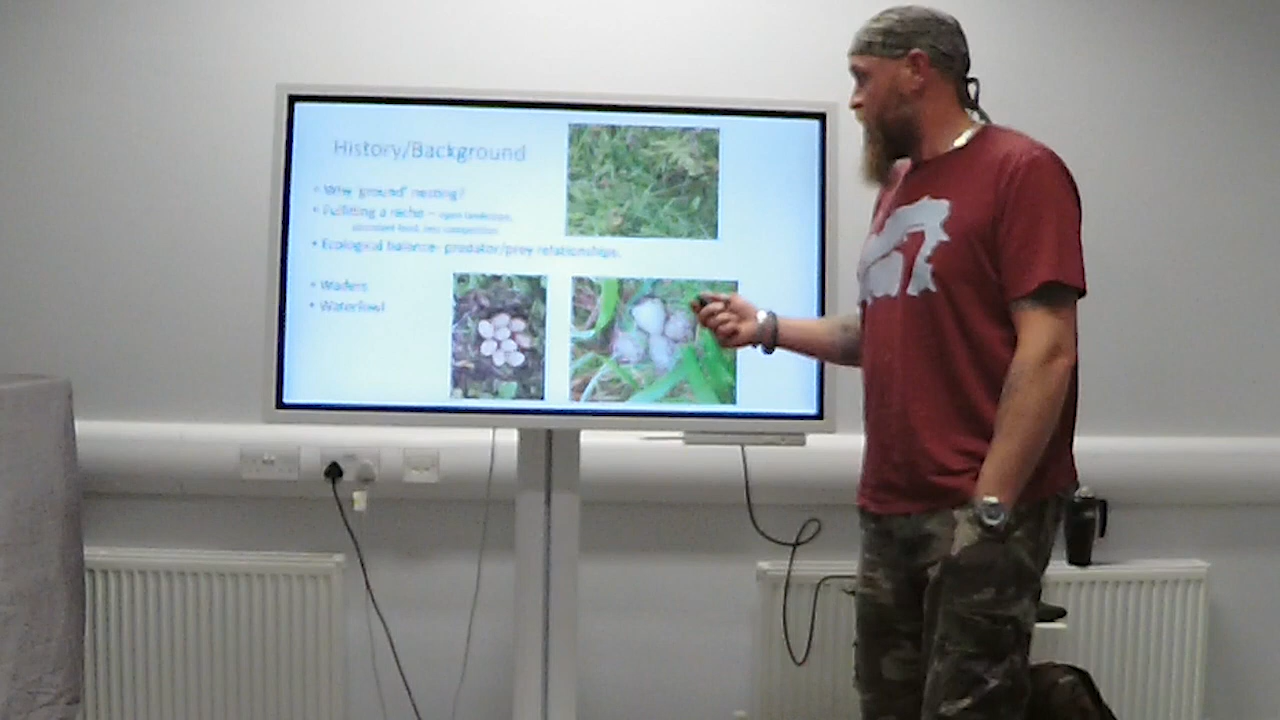 History/Background
• Why 'ground' nesting?
• Fulfilling a niche – open landscape,
abundant food, less competition
• Ecological balance- predator/prey relationships.
• Waders
• Waterfowl